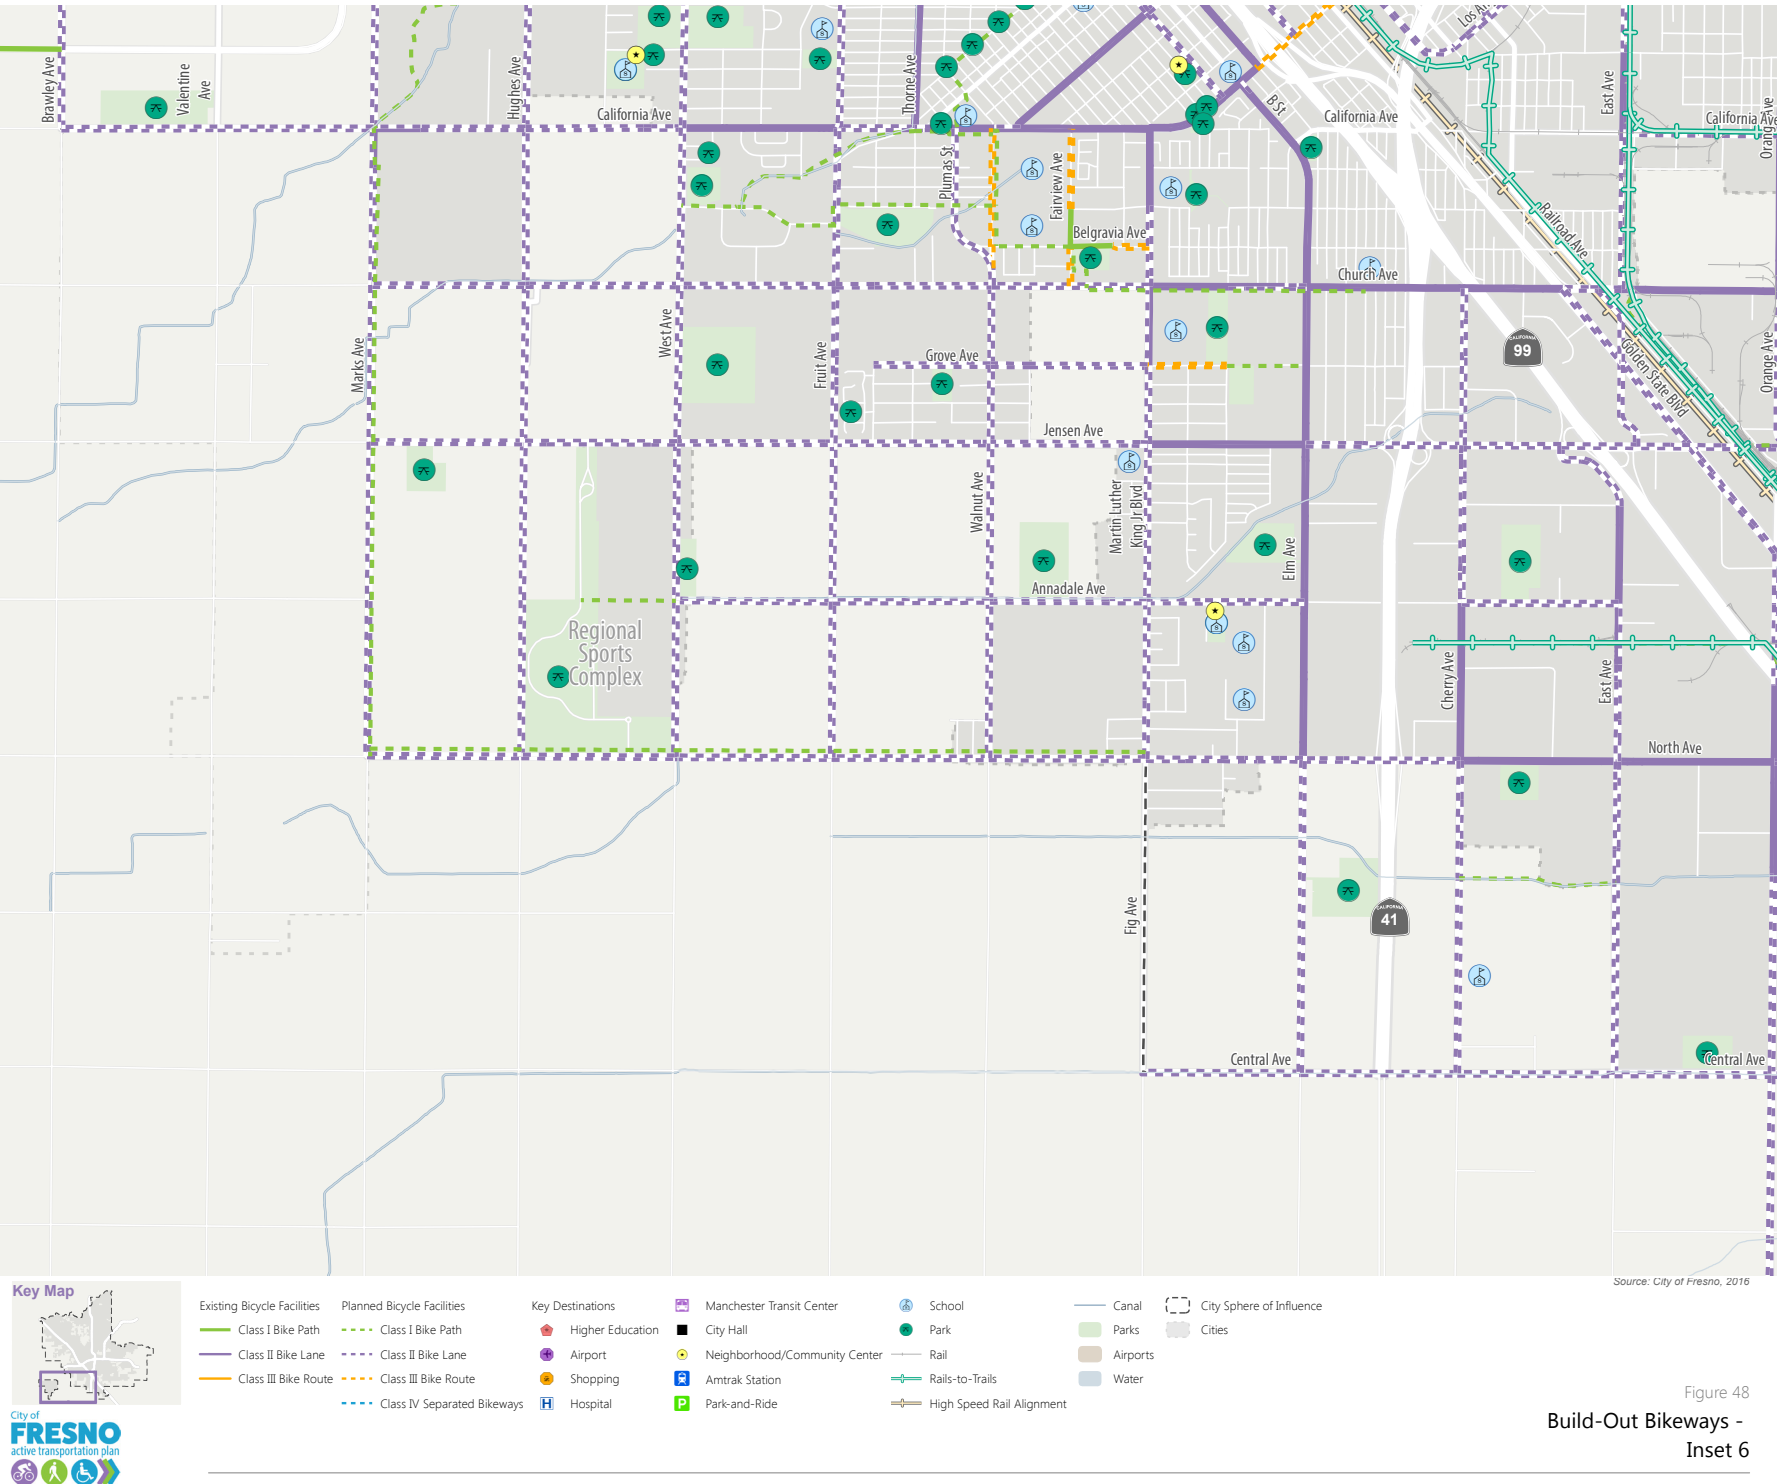 Los An
Brawley Ave
Valentine
Ave
Hughes Ave
California Ave
Thorne Ave
B St
California Ave
East Ave
California Ave
Orange Ave
Plumas St
Fairview Ave
Belgravia Ave
Railroad Ave
Church Ave
Marks Ave
West Ave
Fruit Ave
Grove Ave
CALIFORNIA
99
Golden State Blvd
Orange Ave
Jensen Ave
Walnut Ave
Martin Luther
King Jr Blvd
Elm Ave
Annadale Ave
Regional
Sports
Complex
Cherry Ave
East Ave
North Ave
Fig Ave
CALIFORNIA
41
Central Ave
Central Ave
Source: City of Fresno, 2016
Key Map
Existing Bicycle Facilities
Class I Bike Path
Class II Bike Lane
Class III Bike Route
Planned Bicycle Facilities
Class I Bike Path
Class II Bike Lane
Class III Bike Route
Class IV Separated Bikeways
Key Destinations
Higher Education
Airport
Shopping
H Hospital
Manchester Transit Center
City Hall
Neighborhood/Community Center
Amtrak Station
P Park-and-Ride
School
Park
Rail
Rails-to-Trails
High Speed Rail Alignment
Canal
Parks
Airports
Water
City Sphere of Influence
Cities
City of
FRESNO
active transportation plan
Figure 48
Build-Out Bikeways -
Inset 6